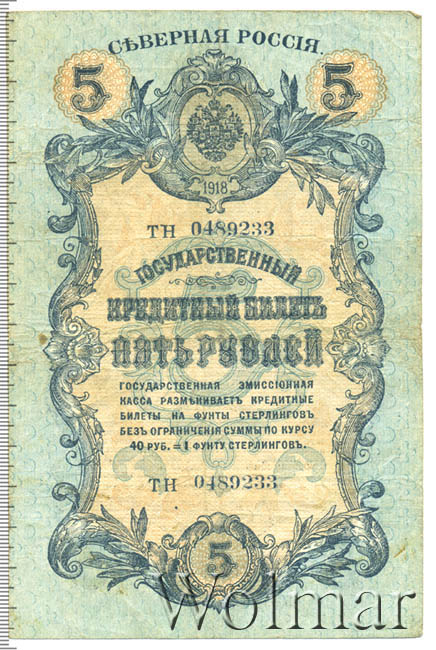 СѢВЕРНАЯ РОССІЯ.
5 5
1918
ТН 0489233
ГОСУДАРСТВЕННЫЙ
КРЕДИТНЫЙ БИЛЕТЪ
ПЯТЬ РУБЛЕЙ
ГОСУДАРСТВЕННАЯ ЭМИССІОННАЯ
КАССА РАЗМѢНИВАЕТЪ КРЕДИТНЫЕ
БИЛЕТЫ НА ФУНТЫ СТЕРЛИНГОВЪ
БЕЗЪ ОГРАНИЧЕНІЯ СУММЫ ПО КУРСУ
40 РУБ. = 1 ФУНТУ СТЕРЛИНГОВЪ.
ТН 0489233
5
Wolmar